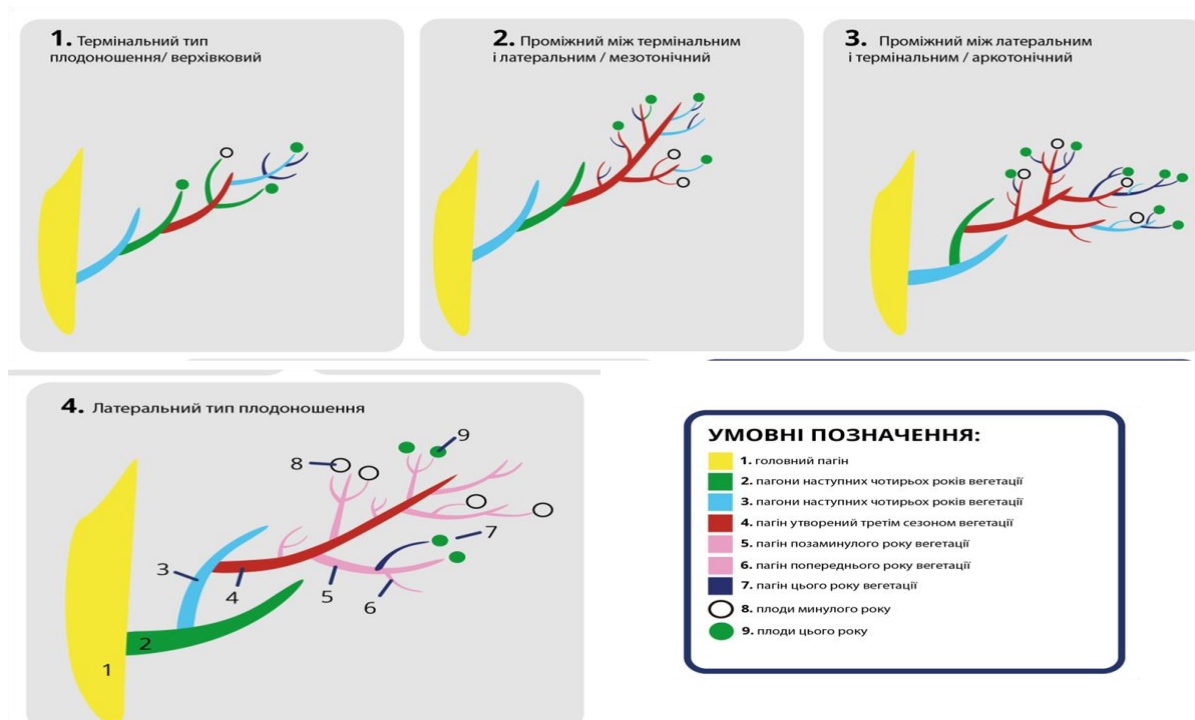 1. Термінальний тип
плодоношення/ верхівковий
2. Проміжний між термінальним
і латеральним / мезотонічний
3. Проміжний між латеральним
і термінальним / аркотонічний
4. Латеральний тип плодоношення
9
8
7
3
4
5
6
2
1
УМОВНІ ПОЗНАЧЕННЯ:
1. головний пагін
2. пагони наступних чотирьох років вегетації
3. пагони наступних чотирьох років вегетації
4. пагін утворений третім сезоном вегетації
5. пагін позаминулого року вегетації
6. пагін попереднього року вегетації
7. пагін цього року вегетації
8. плоди минулого року
9. плоди цього року